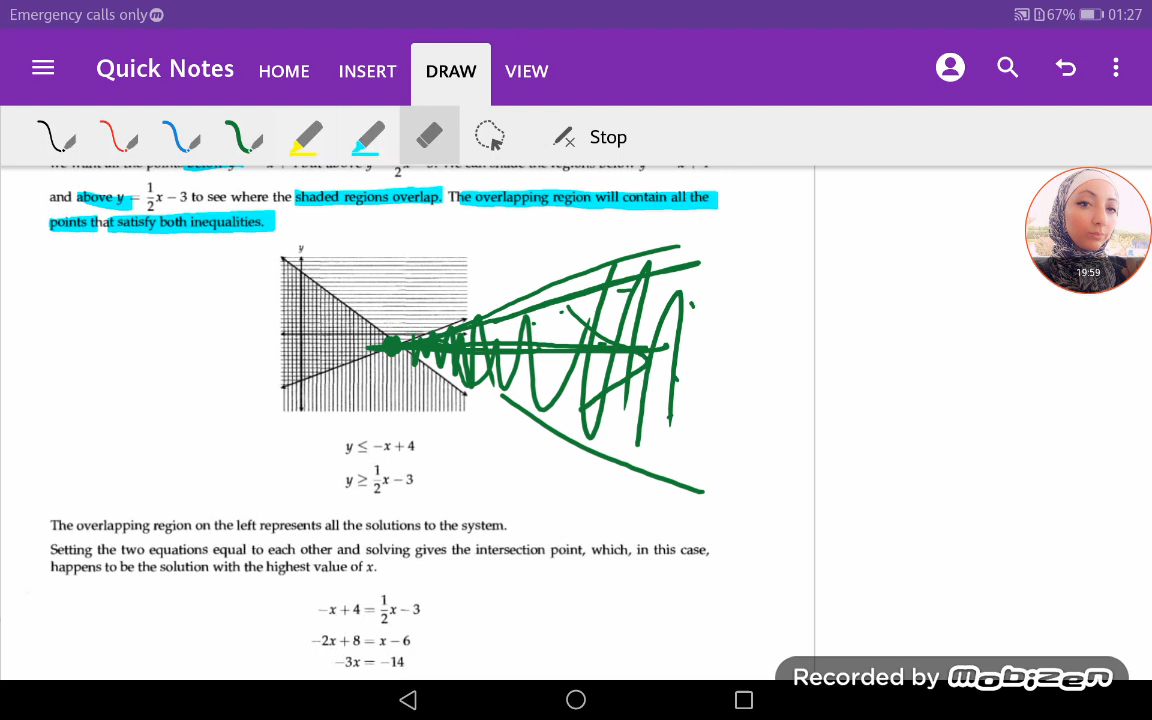 Emergency calls only
67% 01:27
Quick Notes HOME INSERT DRAW VIEW
Stop
and above y = 1/2x − 3 to see where the shaded regions overlap. The overlapping region will contain all the
points that satisfy both inequalities.
19:59
y
y ≤ −x + 4
y ≥ 1/2x − 3
The overlapping region on the left represents all the solutions to the system.
Setting the two equations equal to each other and solving gives the intersection point, which, in this case,
happens to be the solution with the highest value of x.
−x + 4 = 1/2x − 3
−2x + 8 = x − 6
−3x = −14
Recorded by mobizen